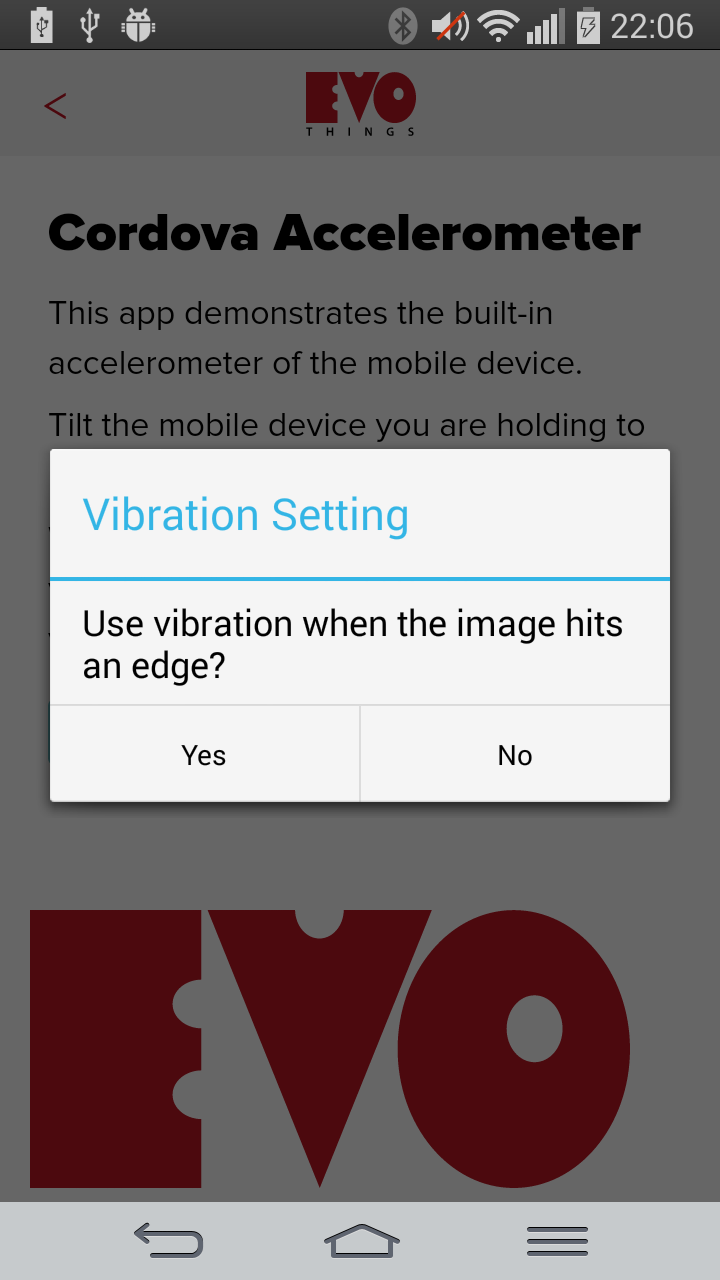 22:06
<
EVO
THINGS
Cordova Accelerometer
This app demonstrates the built-in
accelerometer of the mobile device.
Tilt the mobile device you are holding to
Vibration Setting
Use vibration when the image hits
an edge?
Yes
No
EVO